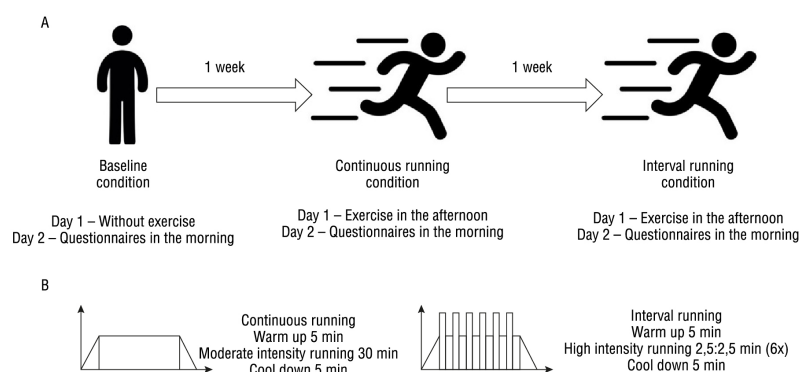 A
1 week
1 week
Baseline
condition
Continuous running
condition
Interval running
condition
Day 1 – Without exercise
Day 2 – Questionnaires in the morning
Day 1 – Exercise in the afternoon
Day 2 – Questionnaires in the morning
Day 1 – Exercise in the afternoon
Day 2 – Questionnaires in the morning
B
Continuous running
Warm up 5 min
Moderate intensity running 30 min
Cool down 5 min
Interval running
Warm up 5 min
High intensity running 2,5:2,5 min (6x)
Cool down 5 min